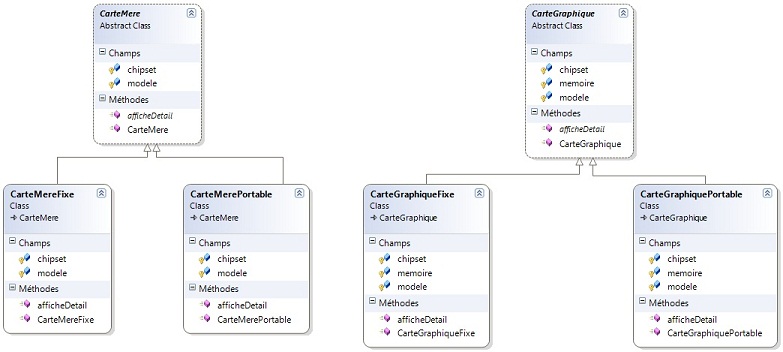 CarteMere
Abstract Class
Champs
chipset
modele
Méthodes
afficheDetail
CarteMere
CarteGraphique
Abstract Class
Champs
chipset
memoire
modele
Méthodes
afficheDetail
CarteGraphique
CarteMereFixe
Class
CarteMere
Champs
chipset
modele
Méthodes
afficheDetail
CarteMereFixe
CarteMerePortable
Class
CarteMere
Champs
chipset
modele
Méthodes
afficheDetail
CarteMerePortable
CarteGraphiqueFixe
Class
CarteGraphique
Champs
chipset
memoire
modele
Méthodes
afficheDetail
CarteGraphiqueFixe
CarteGraphiquePortable
Class
CarteGraphique
Champs
chipset
memoire
modele
Méthodes
afficheDetail
CarteGraphiquePortable